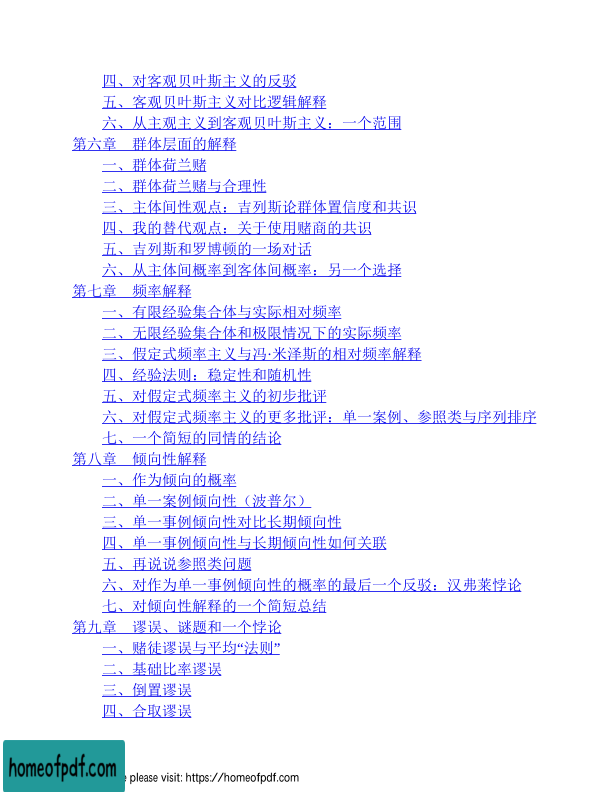 四、对客观贝叶斯主义的反驳
五、客观贝叶斯主义对比逻辑解释
六、从主观主义到客观贝叶斯主义：一个范围
第六章　群体层面的解释
一、群体荷兰赌
二、群体荷兰赌与合理性
三、主体间性观点：吉列斯论群体置信度和共识
四、我的替代观点：关于使用赌商的共识
五、吉列斯和罗博顿的一场对话
六、从主体间概率到客体间概率：另一个选择
第七章　频率解释
一、有限经验集合体与实际相对频率
二、无限经验集合体和极限情况下的实际频率
三、假定式频率主义与冯·米泽斯的相对频率解释
四、经验法则：稳定性和随机性
五、对假定式频率主义的初步批评
六、对假定式频率主义的更多批评：单一案例、参照类与序列排序
七、一个简短的同情的结论
第八章　倾向性解释
一、作为倾向的概率
二、单一案例倾向性（波普尔）
三、单一事例倾向性对比长期倾向性
四、单一事例倾向性与长期倾向性如何关联
五、再说说参照类问题
六、对作为单一事例倾向性的概率的最后一个反驳：汉弗莱悖论
七、对倾向性解释的一个简短总结
第九章　谬误、谜题和一个悖论
一、赌徒谬误与平均“法则”
二、基础比率谬误
三、倒置谬误
四、合取谬误
homeofpdf.com
please visit: https://homeofpdf.com